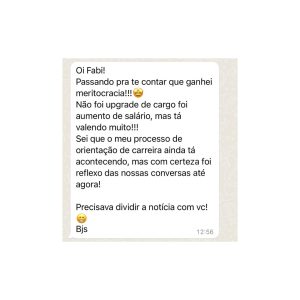 Oi Fabi!
Passando pra te contar que ganhei
meritocracia!!!🤩
Não foi upgrade de cargo foi
aumento de salário, mas tá
valendo muito!!!
Sei que o meu processo de
orientação de carreira ainda tá
acontecendo, mas com certeza foi
reflexo das nossas conversas até
agora!
Precisava dividir a notícia com vc!
😄
Bjs
12:56